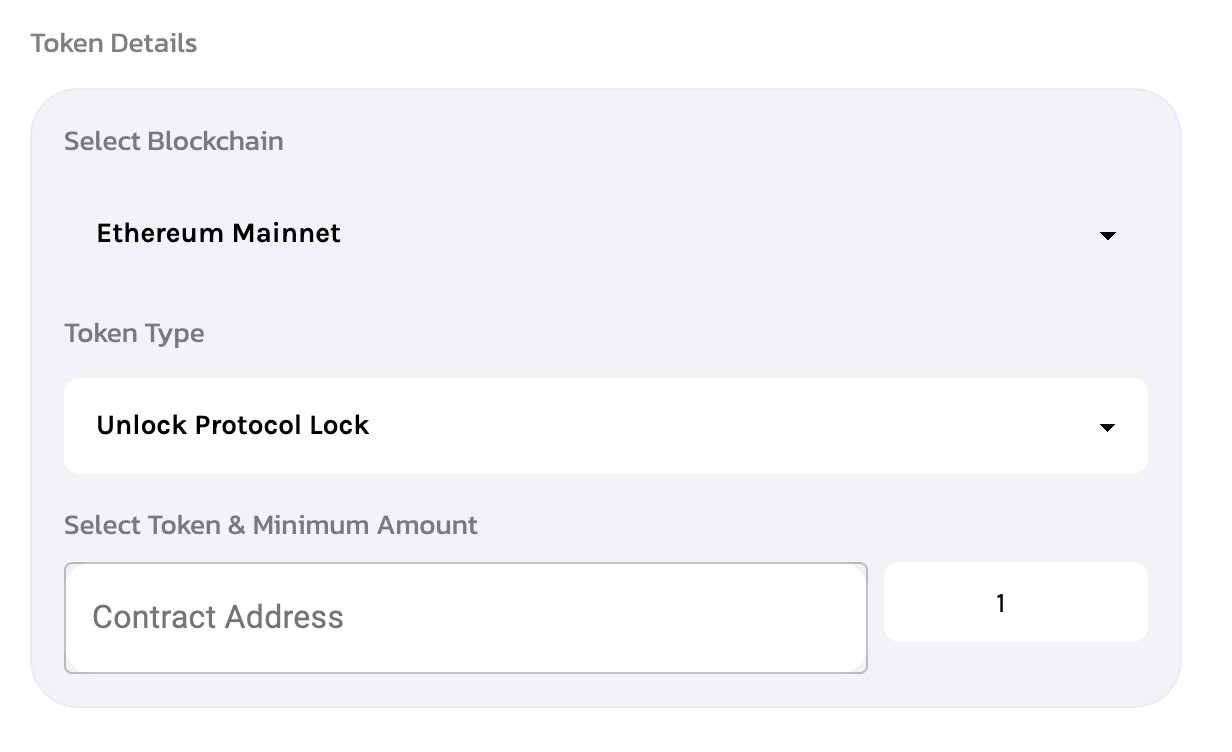 Token Details
Select Blockchain
Ethereum Mainnet
Token Type
Unlock Protocol Lock
Select Token & Minimum Amount
Contract Address
1